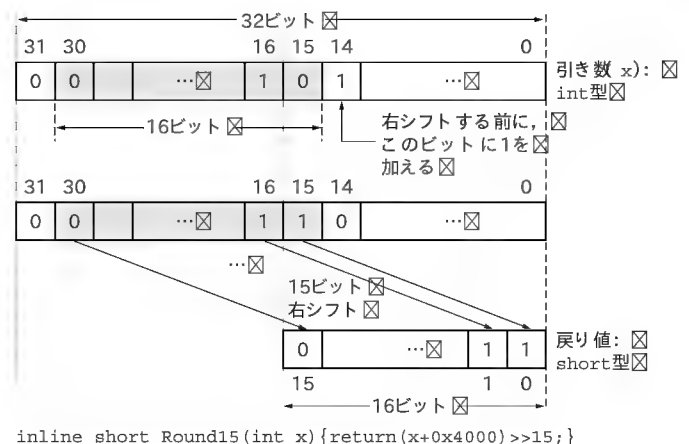 32ビット
31 30 16 15 14 0
0 0 … 1 0 1 …
引き数(x):
int型
16ビット
右シフトする前に,
このビットに1を
加える
31 30 16 15 14 0
0 0 … 1 1 0 …
…
15ビット
右シフト
0 … 1 1
戻り値:
short型
15 1 0
16ビット
inline short Round15(int x){return(x+0x4000)>>15;}